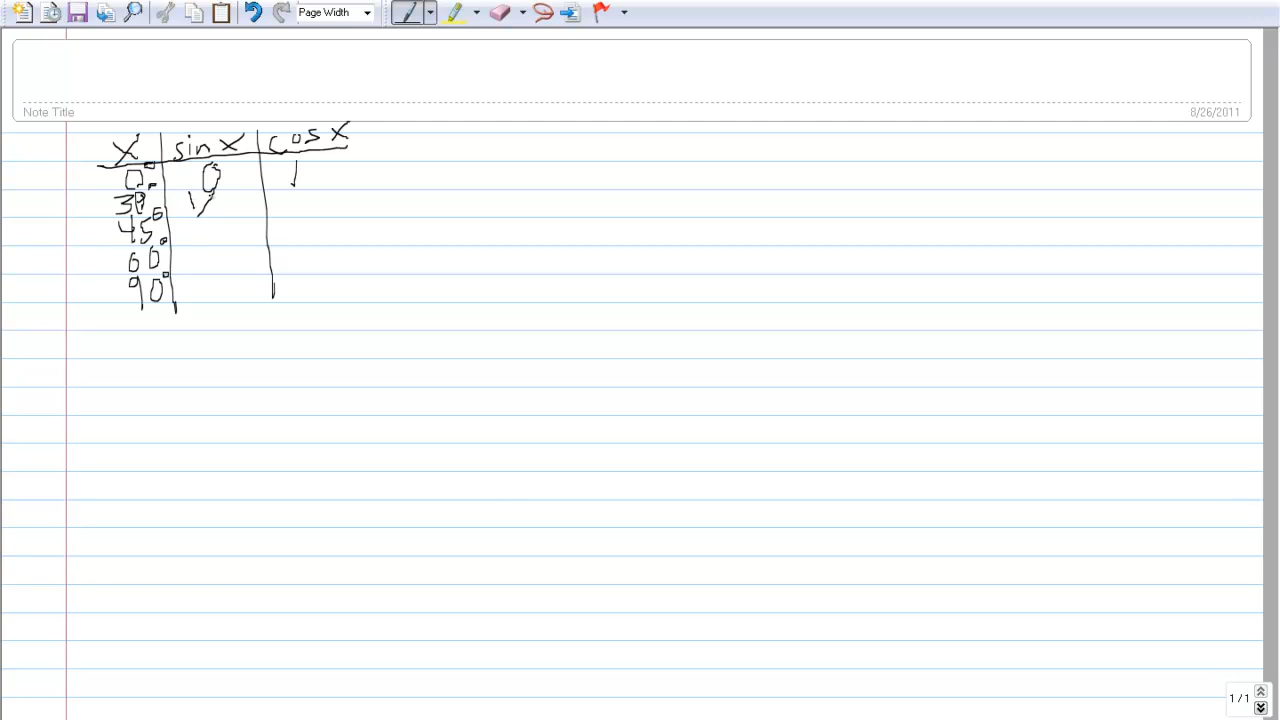 Page Width
Note Title 8/26/2011
x sin x cos x
0° 0 1
30° 1/
45°
60°
90°
1/1